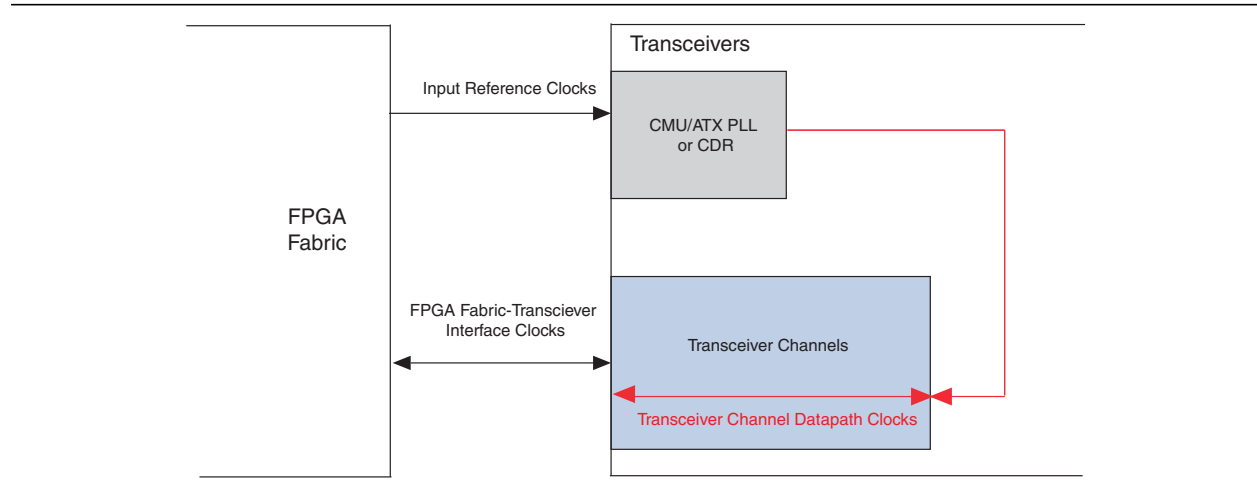 Transceivers
Input Reference Clocks
CMU/ATX PLL
or CDR
FPGA
Fabric
FPGA Fabric-Transciever
Interface Clocks
Transceiver Channels
Transceiver Channel Datapath Clocks